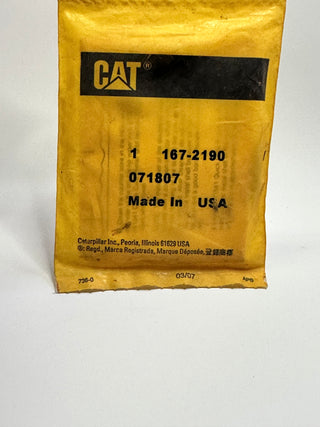 CAT®
1 167-2190
071807
Made In USA
Caterpillar Inc., Peoria, Illinois 61629 USA
®: Regd., Marca Registrada, Marque Déposée,
736-0 03/07